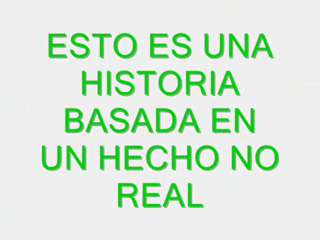 ESTO ES UNA
HISTORIA
BASADA EN
UN HECHO NO
REAL